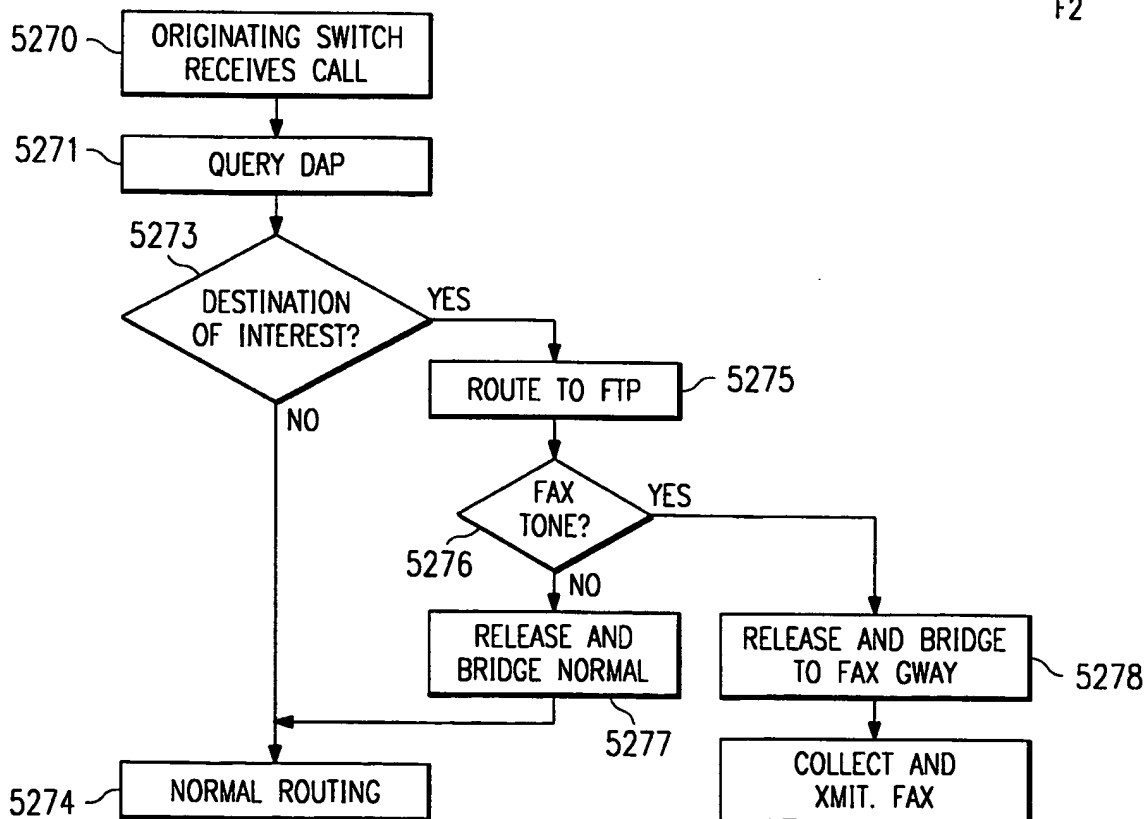 F2
5270
ORIGINATING SWITCH
RECEIVES CALL
5271
QUERY DAP
5273
DESTINATION
OF INTEREST?
YES
NO
ROUTE TO FTP
5275
FAX
TONE?
YES
5276
NO
RELEASE AND
BRIDGE NORMAL
5277
RELEASE AND BRIDGE
TO FAX GWAY
5278
5274
NORMAL ROUTING
COLLECT AND
XMIT. FAX